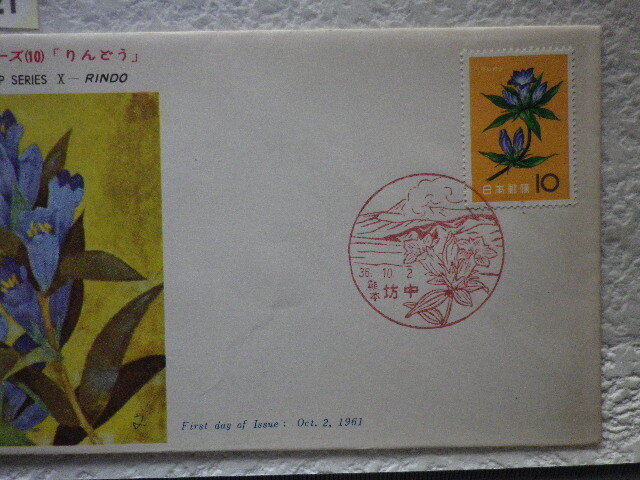 21
ーズ(10)「りんどう」
P SERIES X — RINDO
日本郵便 10
36. 10. 2
熊本 坊中
First day of Issue : Oct. 2, 1961